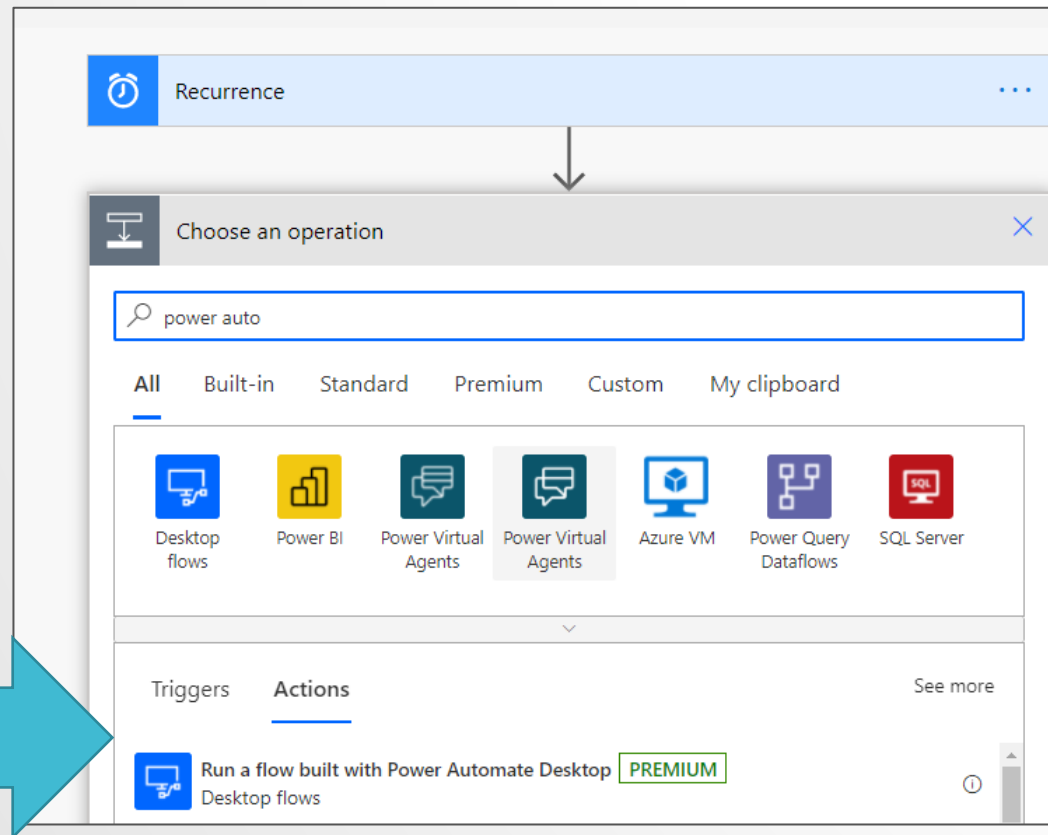 Recurrence
Choose an operation
power auto
All Built-in Standard Premium Custom My clipboard
Desktop flows
Power BI
Power Virtual Agents
Power Virtual Agents
Azure VM
Power Query Dataflows
SQL
SQL Server
Triggers Actions See more
Run a flow built with Power Automate Desktop PREMIUM
Desktop flows